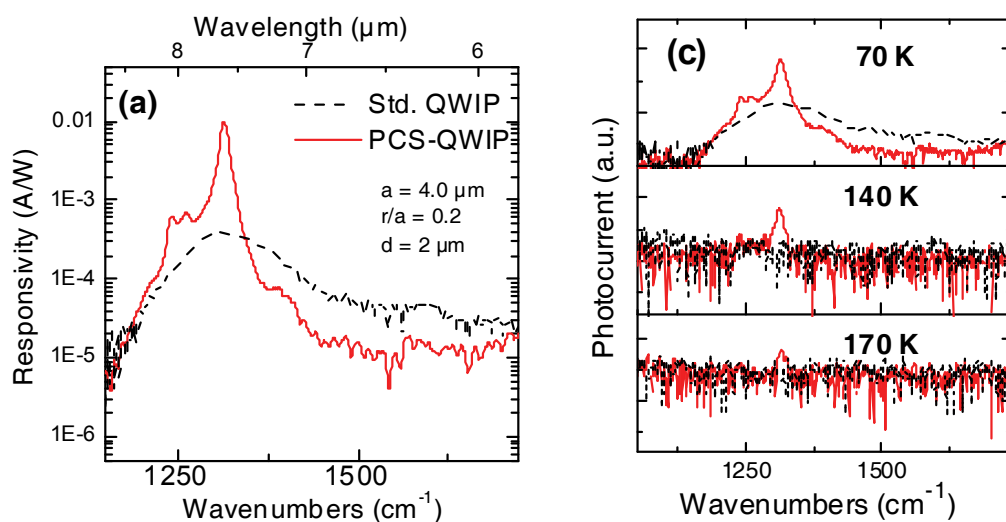 Wavelength (µm)
8 7 6
(a)
Std. QWIP
PCS-QWIP
a = 4.0 µm
r/a = 0.2
d = 2 µm
0.01
1E-3
1E-4
1E-5
1E-6
Responsivity (A/W)
1250 1500
Wavenumbers (cm⁻¹)
(c)
70 K
140 K
170 K
Photocurrent (a.u.)
1250 1500
Wavenumbers (cm⁻¹)